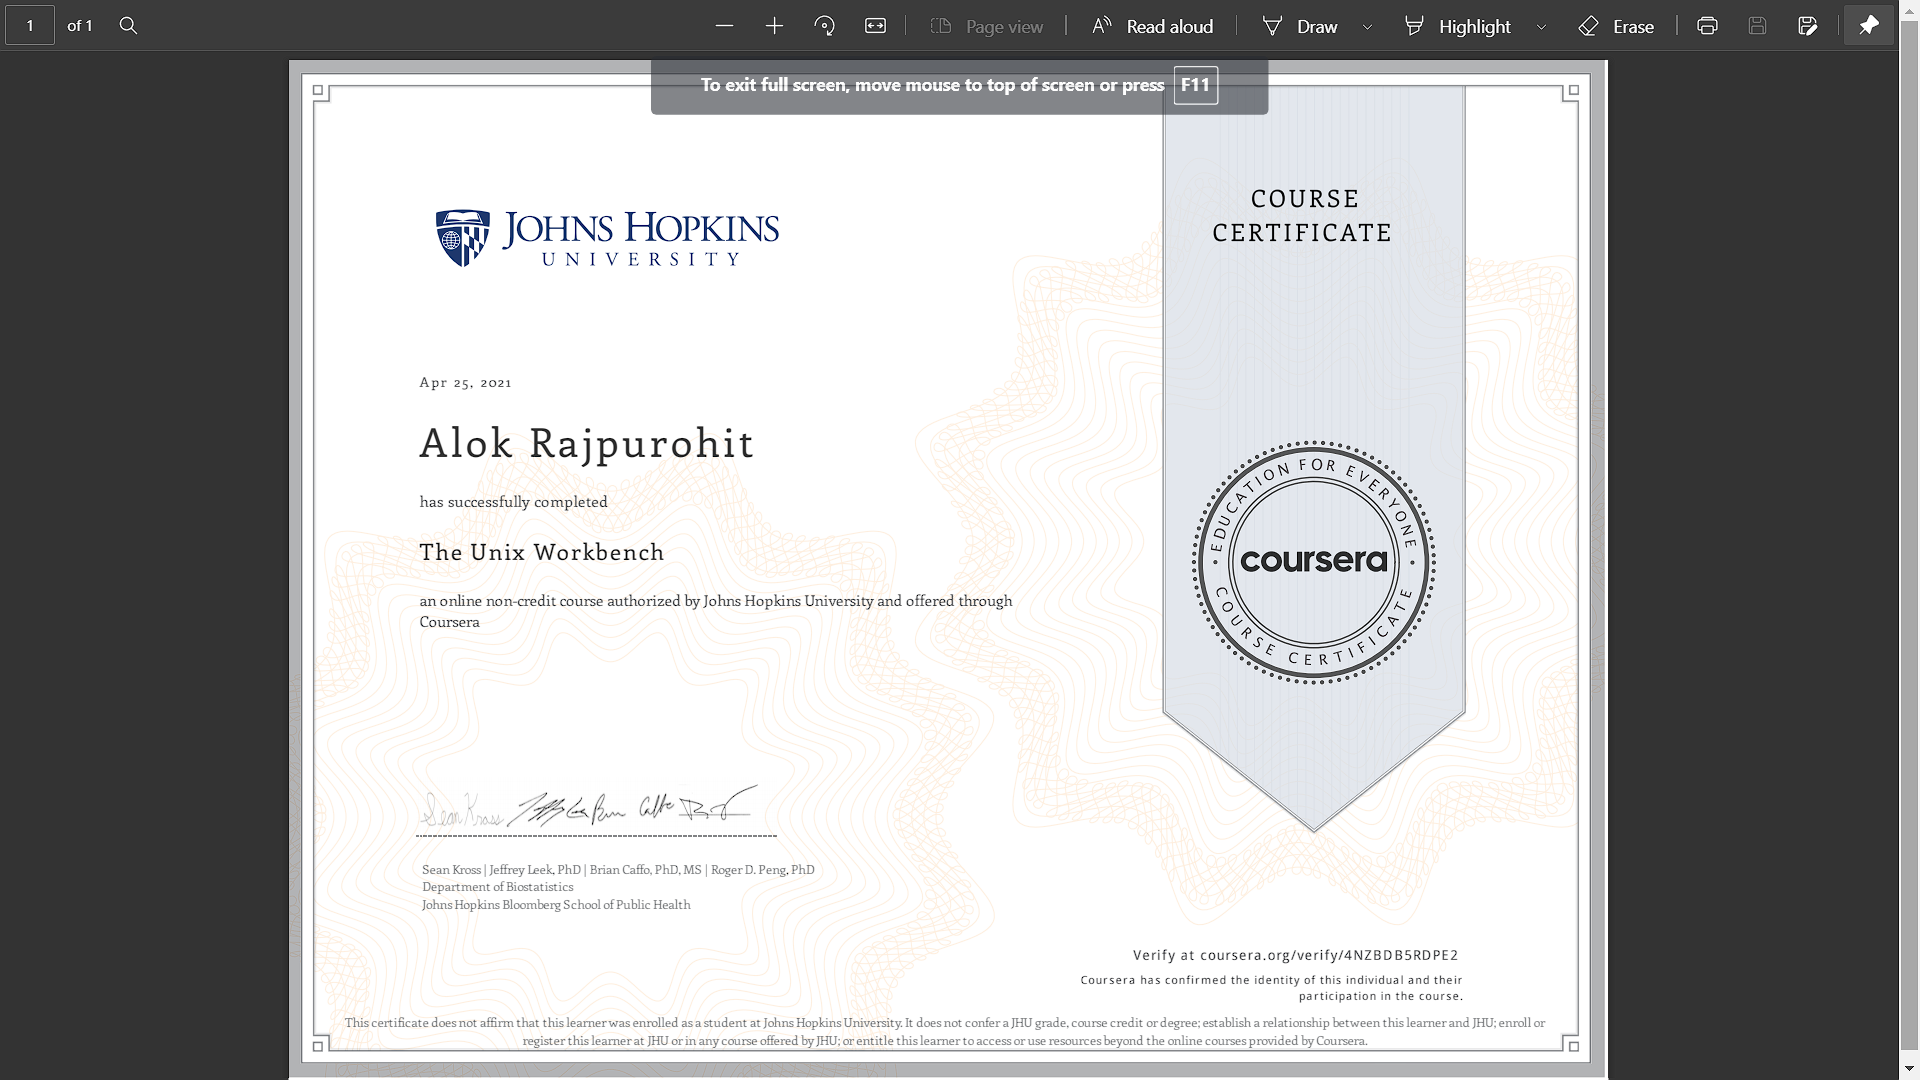 1 of 1 Page view Read aloud Draw Highlight Erase
To exit full screen, move mouse to top of screen or press F11
JOHNS HOPKINS
UNIVERSITY
COURSE
CERTIFICATE
Apr 25, 2021
Alok Rajpurohit
has successfully completed
The Unix Workbench
an online non-credit course authorized by Johns Hopkins University and offered through
Coursera
EDUCATION FOR EVERYONE
coursera
COURSE CERTIFICATE
Sean Kross
Sean Kross | Jeffrey Leek, PhD | Brian Caffo, PhD, MS | Roger D. Peng, PhD
Department of Biostatistics
Johns Hopkins Bloomberg School of Public Health
Verify at coursera.org/verify/4NZBDB5RDPE2
Coursera has confirmed the identity of this individual and their
participation in the course.
This certificate does not affirm that this learner was enrolled as a student at Johns Hopkins University. It does not confer a JHU grade, course credit or degree; establish a relationship between this learner and JHU; enroll or
register this learner at JHU or in any course offered by JHU; or entitle this learner to access or use resources beyond the online courses provided by Coursera.